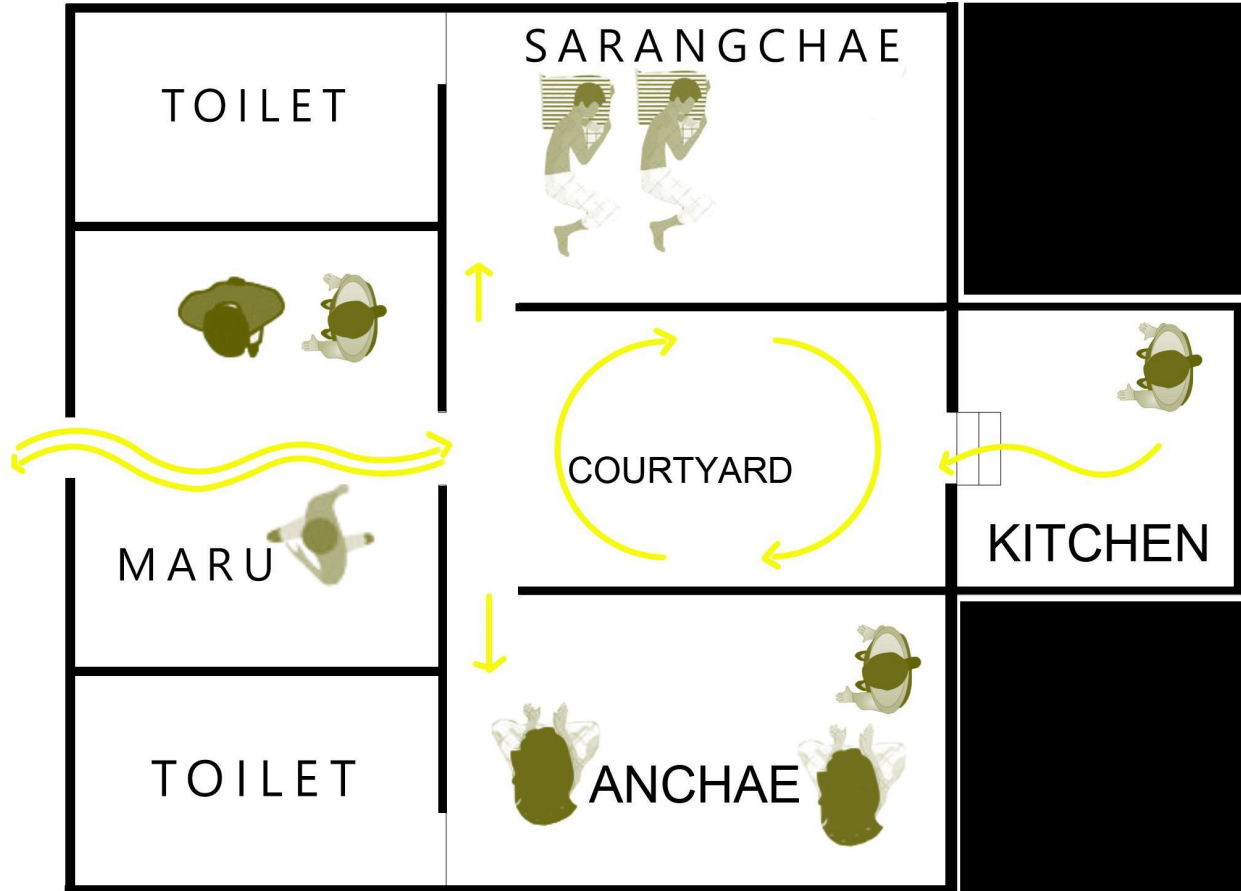 SARANGCHAE
TOILET
COURTYARD
KITCHEN
MARU
TOILET
ANCHAE